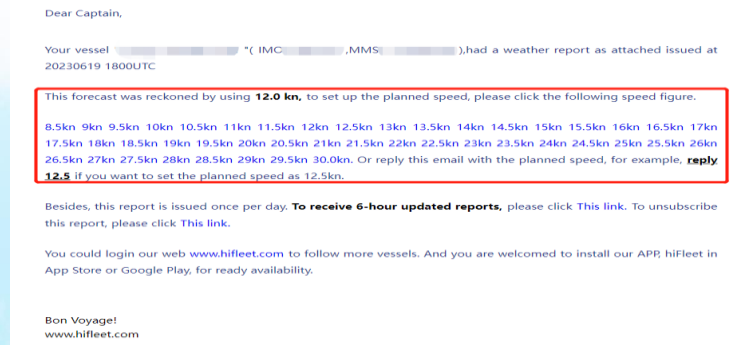 Dear Captain,
Your vessel "( IMO ,MMS ),had a weather report as attached issued at
20230619 1800UTC
This forecast was reckoned by using 12.0 kn, to set up the planned speed, please click the following speed figure.
8.5kn 9kn 9.5kn 10kn 10.5kn 11kn 11.5kn 12kn 12.5kn 13kn 13.5kn 14kn 14.5kn 15kn 15.5kn 16kn 16.5kn 17kn
17.5kn 18kn 18.5kn 19kn 19.5kn 20kn 20.5kn 21kn 21.5kn 22kn 22.5kn 23kn 23.5kn 24kn 24.5kn 25kn 25.5kn 26kn
26.5kn 27kn 27.5kn 28kn 28.5kn 29kn 29.5kn 30.0kn. Or reply this email with the planned speed, for example, reply
12.5 if you want to set the planned speed as 12.5kn.
Besides, this report is issued once per day. To receive 6-hour updated reports, please click This link. To unsubscribe
this report, please click This link.
You could login our web www.hifleet.com to follow more vessels. And you are welcomed to install our APP, hiFleet in
App Store or Google Play, for ready availability.
Bon Voyage!
www.hifleet.com